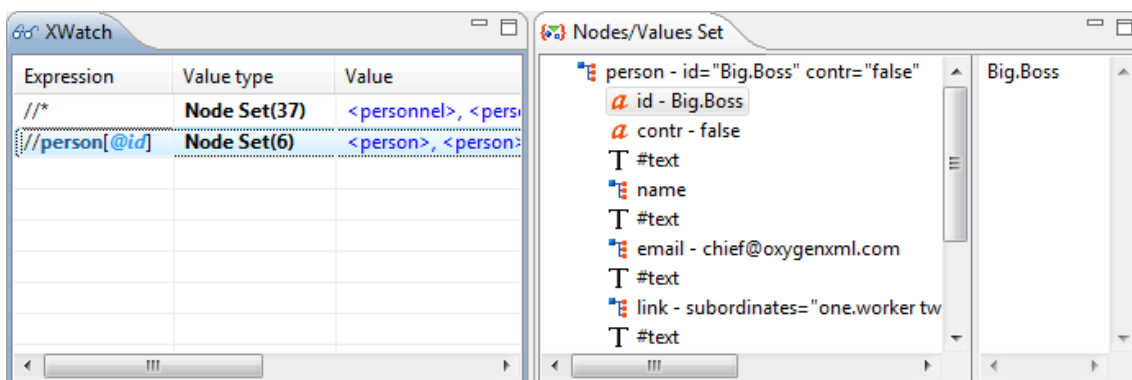 XWatch
Expression Value type Value
//* Node Set(37) <personnel>, <pers
//person[@id] Node Set(6) <person>, <person>
Nodes/Values Set
person - id="Big.Boss" contr="false"
a id - Big.Boss
a contr - false
T #text
name
T #text
email - chief@oxygenxml.com
T #text
link - subordinates="one.worker tw
T #text
Big.Boss